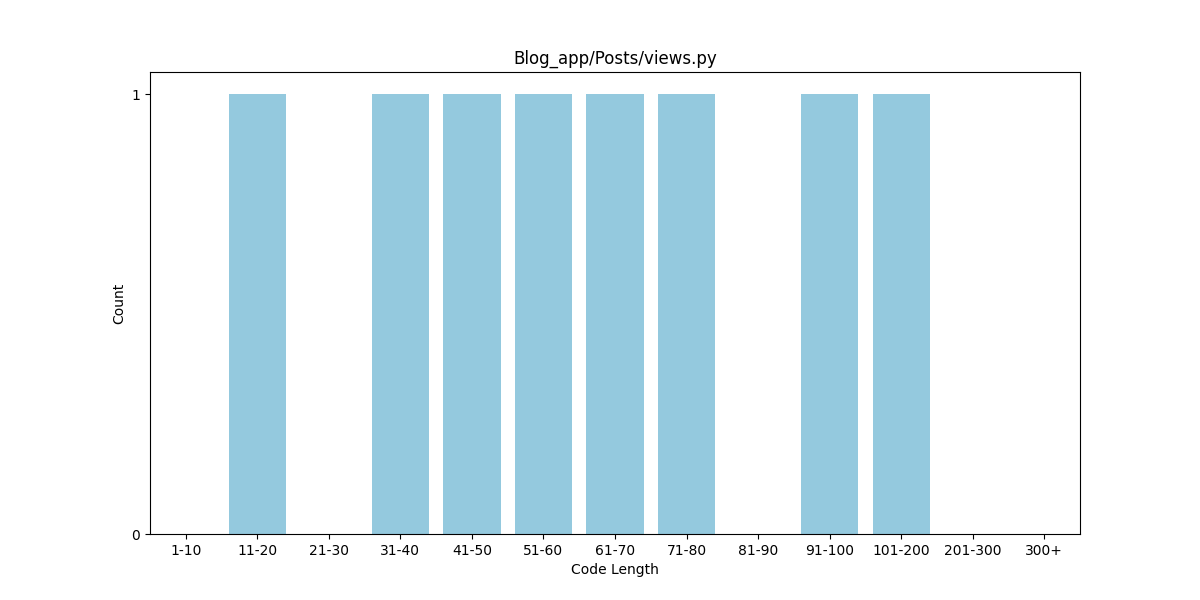 Blog_app/Posts/views.py
Count
1
0
1-10 11-20 21-30 31-40 41-50 51-60 61-70 71-80 81-90 91-100 101-200 201-300 300+
Code Length